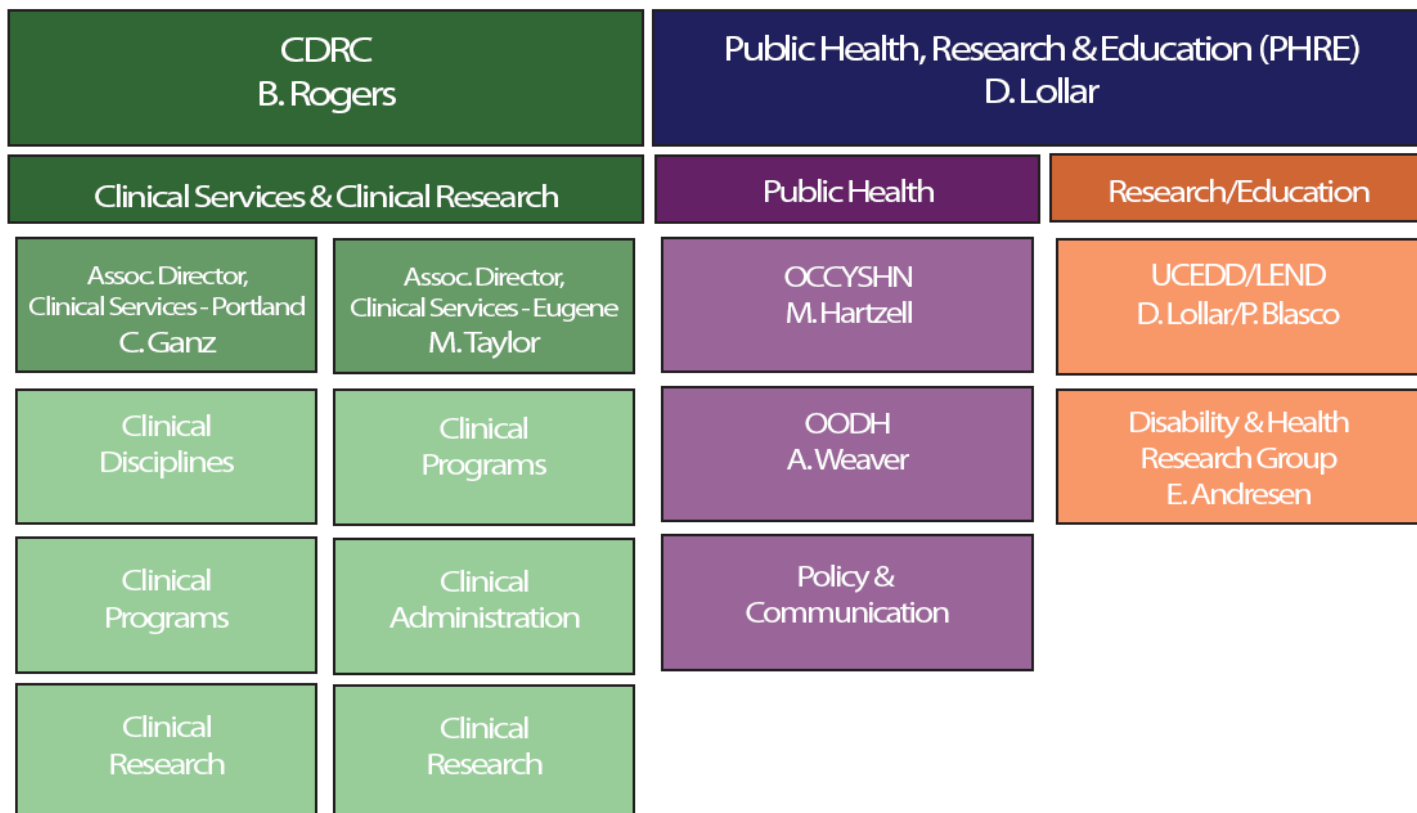 CDRC
B. Rogers
Public Health, Research & Education (PHRE)
D. Lollar
Clinical Services & Clinical Research
Public Health
Research/Education
Assoc. Director,
Clinical Services - Portland
C. Ganz
Assoc. Director,
Clinical Services - Eugene
M. Taylor
OCCYSHN
M. Hartzell
UCEDD/LEND
D. Lollar/P. Blasco
Clinical
Disciplines
Clinical
Programs
OODH
A. Weaver
Disability & Health
Research Group
E. Andresen
Clinical
Programs
Clinical
Administration
Policy &
Communication
Clinical
Research
Clinical
Research